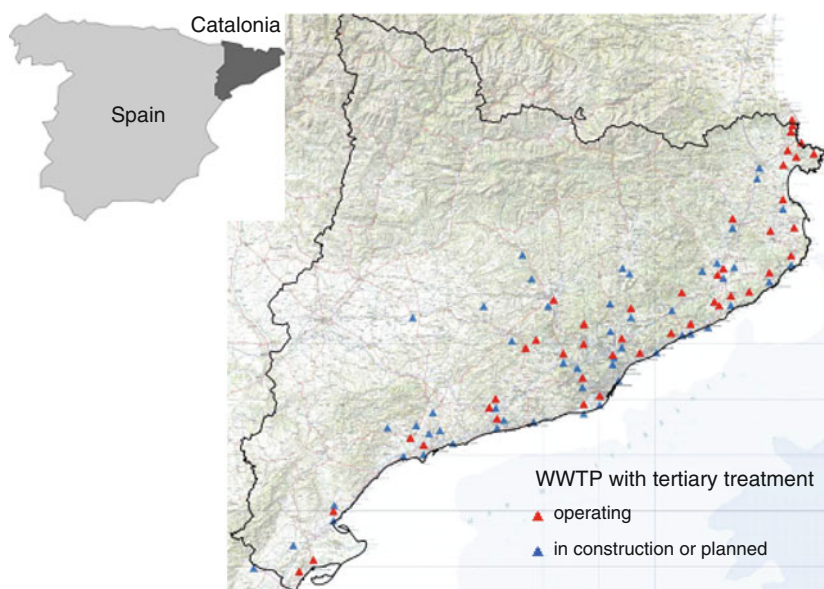 Catalonia
Spain
WWTP with tertiary treatment
operating
in construction or planned